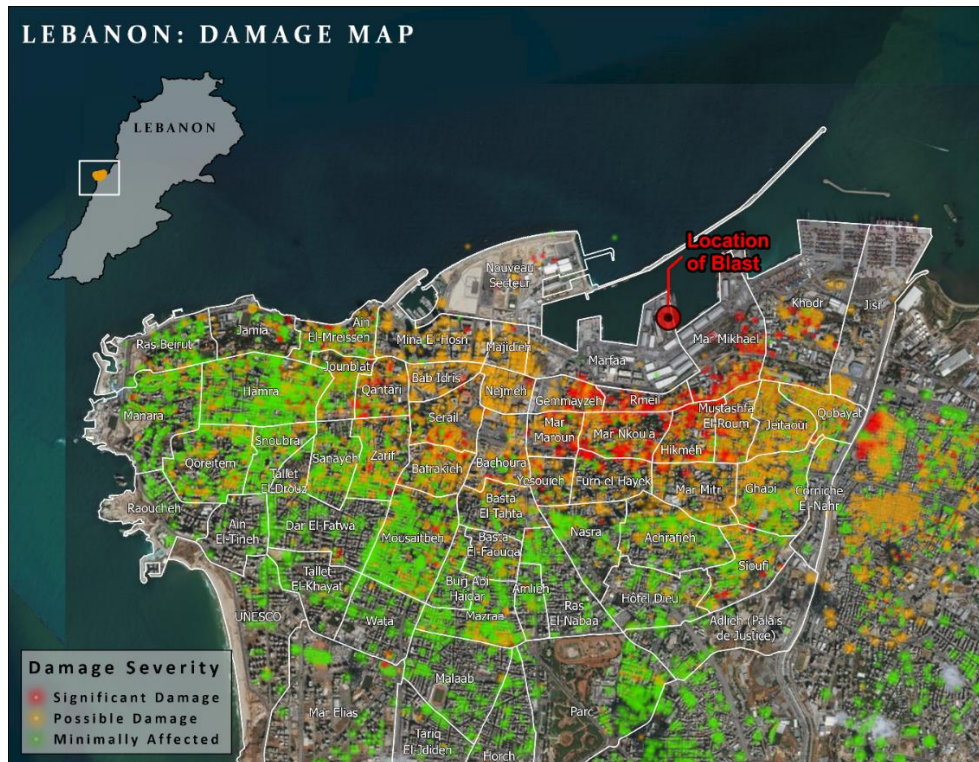 LEBANON: DAMAGE MAP
LEBANON
Location
of Blast
Nouveau
Secteur
Khodr
Jisr
Ain
El-Mreissen
Jamia
Ras Beirut
Mina El-Hosn
Majidieh
Marfaa
Mar Mikhael
Jounblat
Bab Idris
Hamra
Qantari
Nejmeh
Gemmayzeh
Rmeil
Mustashfa
El-Roum
Qobayat
Manara
Serail
Mar
Maroun
Mar Nkoula
Jeitaoui
Snoubra
Hikmeh
Qoreitem
Sanayeh
Zarif
Batrakieh
Bachoura
Tallet
El-Drouz
Yesouieh
Furn el Hayek
Mar Mitr
Ghabi
Corniche
El-Nahr
Raoucheh
Basta
El-Tahta
Ain
El-Tineh
Dar El-Fatwa
Mousaitbeh
Basta
El-Faouqa
Nasra
Achrafieh
Sioufi
Tallet
El-Khayat
Burj Abi
Haidar
Amlieh
Hôtel Dieu
UNESCO
Wata
Mazraa
Ras
El-Nabaa
Adlieh (Palais
de Justice)
Malaab
Mar Elias
Parc
Tariq
El-Jdideh
Horch
Damage Severity
Significant Damage
Possible Damage
Minimally Affected